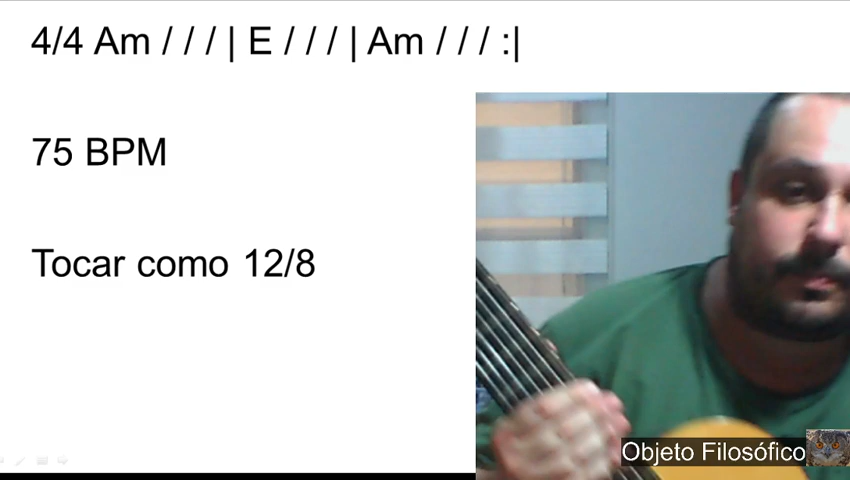 4/4 Am / / / | E / / / | Am / / / :|
75 BPM
Tocar como 12/8
Objeto Filosófico